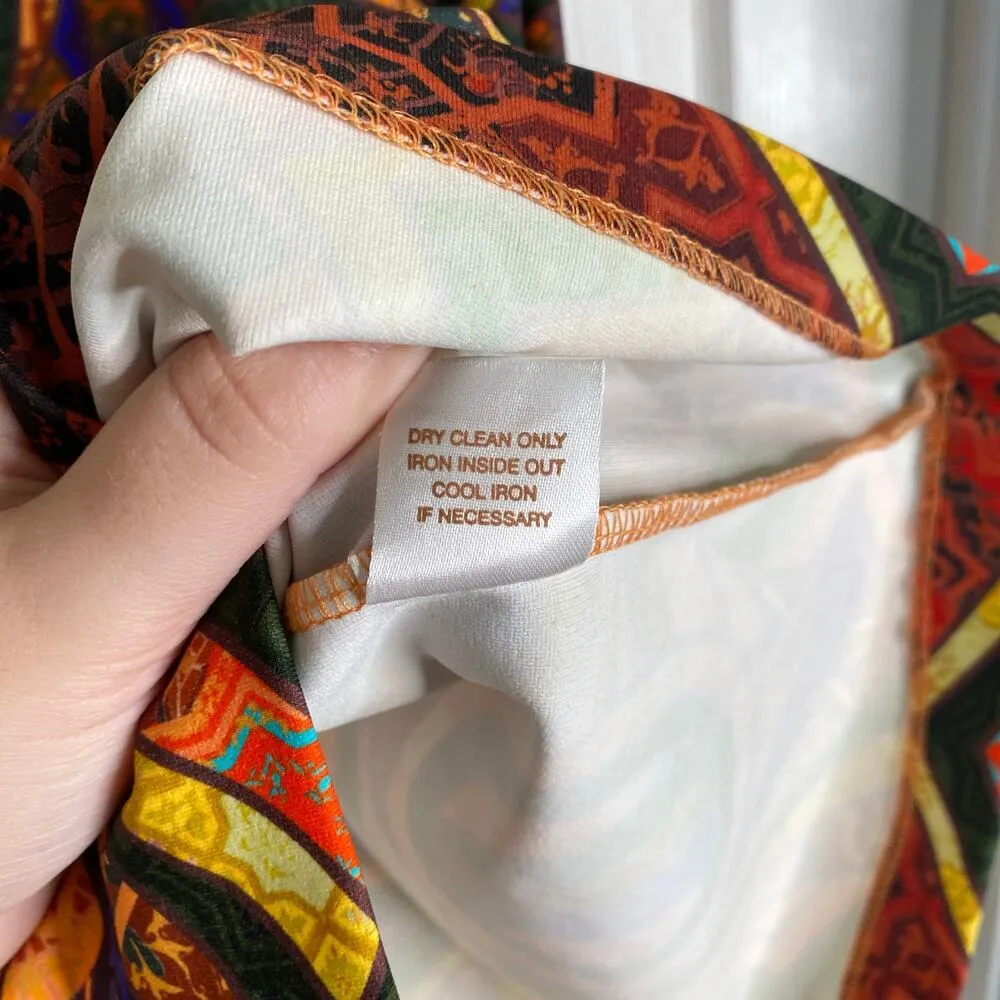 DRY CLEAN ONLY
IRON INSIDE OUT
COOL IRON
IF NECESSARY